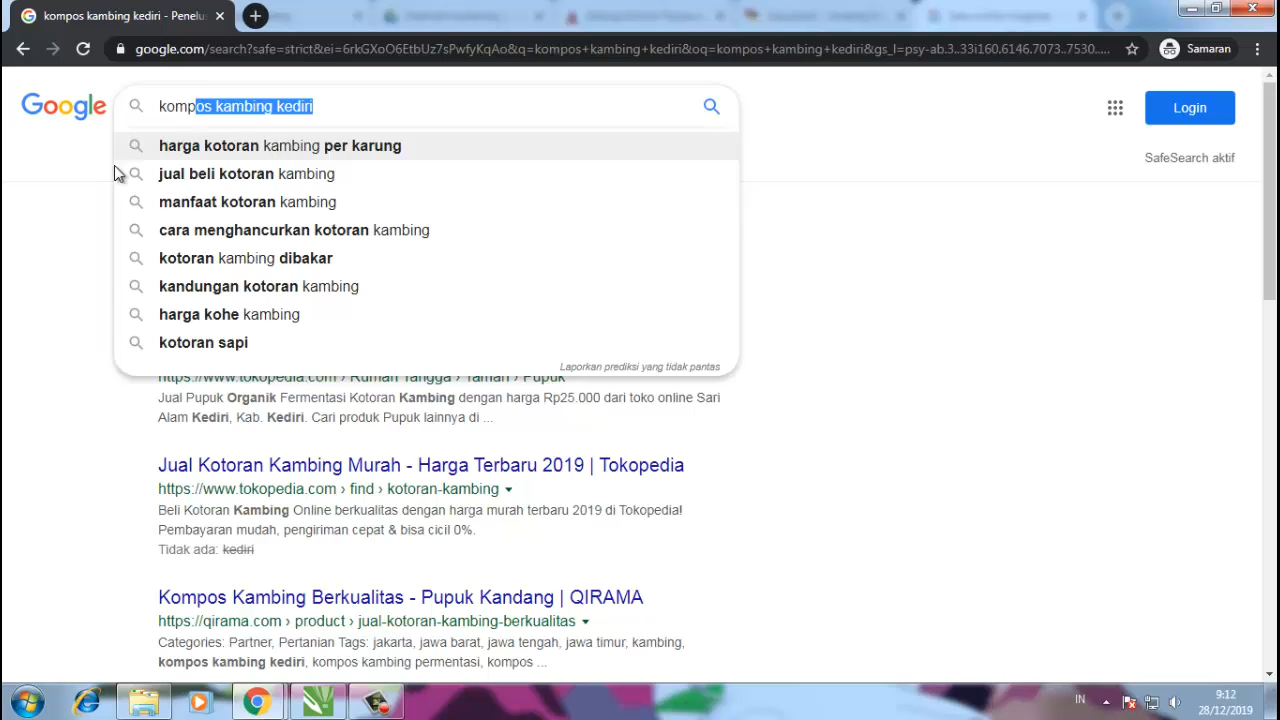 kompos kambing kediri - Penelus
google.com/search?safe=strict&ei=6rkGXoO6EtbUz7sPwfyKqAo&q=kompos+kambing+kediri&oq=kompos+kambing+kediri&gs_l=psy-ab.3..33i160.6146.7073..7530....
Samaran
Google
kompos kambing kediri
Login
harga kotoran kambing per karung
SafeSearch aktif
jual beli kotoran kambing
manfaat kotoran kambing
cara menghancurkan kotoran kambing
kotoran kambing dibakar
kandungan kotoran kambing
harga kohe kambing
kotoran sapi
Laporkan prediksi yang tidak pantas
https://www.tokopedia.com › Rumah Tangga › Taman › Pupuk
Jual Pupuk Organik Fermentasi Kotoran Kambing dengan harga Rp25.000 dari toko online Sari
Alam Kediri, Kab. Kediri. Cari produk Pupuk lainnya di ...
Jual Kotoran Kambing Murah - Harga Terbaru 2019 | Tokopedia
https://www.tokopedia.com › find › kotoran-kambing
Beli Kotoran Kambing Online berkualitas dengan harga murah terbaru 2019 di Tokopedia!
Pembayaran mudah, pengiriman cepat & bisa cicil 0%.
Tidak ada: kediri
Kompos Kambing Berkualitas - Pupuk Kandang | QIRAMA
https://qirama.com › product › jual-kotoran-kambing-berkualitas
Categories: Partner, Pertanian Tags: jakarta, jawa barat, jawa tengah, jawa timur, kambing,
kompos kambing kediri, kompos kambing permentasi, kompos ...
IN
9:12
28/12/2019